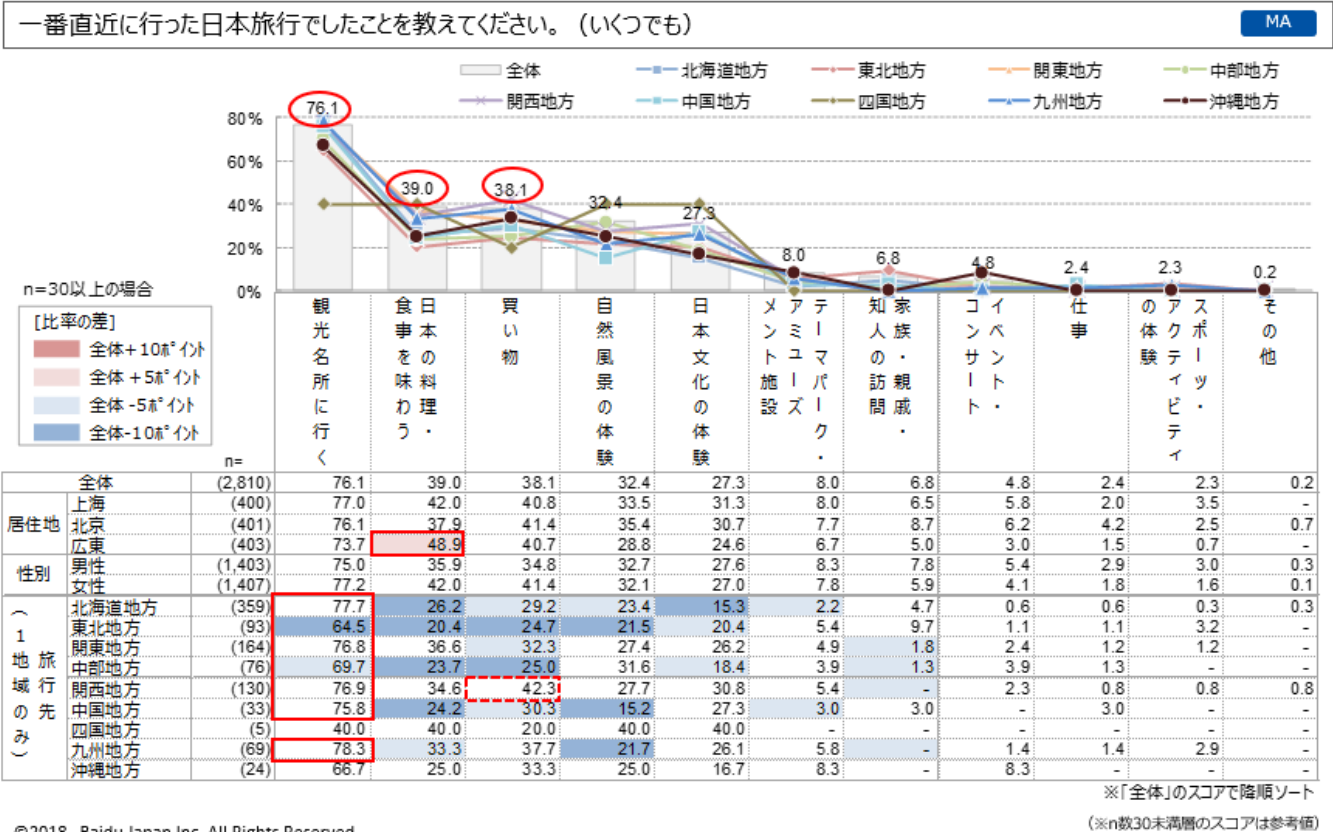 一番直近に行った日本旅行でしたことを教えてください。（いくつでも）
MA
全体 北海道地方 東北地方 関東地方 中部地方
関西地方 中国地方 四国地方 九州地方 沖縄地方
80%
60%
40%
20%
0%
76.1 39.0 38.1 32.4 27.3 8.0 6.8 4.8 2.4 2.3 0.2
n=30以上の場合
[比率の差]
全体+10ﾎﾟｲﾝﾄ
全体+5ﾎﾟｲﾝﾄ
全体-5ﾎﾟｲﾝﾄ
全体-10ﾎﾟｲﾝﾄ
n=
観光名所に行く
日本の料理・
食事を味わう
買い物
自然風景の体験
日本文化の体験
テーマパーク・
アミューズ
メント施設
家族・親戚・
知人の訪問
イベント・
コンサート
仕事
スポーツ・
アクティビティ
の体験
その他
全体 (2,810) 76.1 39.0 38.1 32.4 27.3 8.0 6.8 4.8 2.4 2.3 0.2
居住地
上海 (400) 77.0 42.0 40.8 33.5 31.3 8.0 6.5 5.8 2.0 3.5 -
北京 (401) 76.1 37.9 41.4 35.4 30.7 7.7 8.7 6.2 4.2 2.5 0.7
広東 (403) 73.7 48.9 40.7 28.8 24.6 6.7 5.0 3.0 1.5 0.7 -
性別
男性 (1,403) 75.0 35.9 34.8 32.7 27.6 8.3 7.8 5.4 2.9 3.0 0.3
女性 (1,407) 77.2 42.0 41.4 32.1 27.0 7.8 5.9 4.1 1.8 1.6 0.1
旅行先
（1地域のみ）
北海道地方 (359) 77.7 26.2 29.2 23.4 15.3 2.2 4.7 0.6 0.6 0.3 0.3
東北地方 (93) 64.5 20.4 24.7 21.5 20.4 5.4 9.7 1.1 1.1 3.2 -
関東地方 (164) 76.8 36.6 32.3 27.4 26.2 4.9 1.8 2.4 1.2 1.2 -
中部地方 (76) 69.7 23.7 25.0 31.6 18.4 3.9 1.3 3.9 1.3 - -
関西地方 (130) 76.9 34.6 42.3 27.7 30.8 5.4 - 2.3 0.8 0.8 0.8
中国地方 (33) 75.8 24.2 30.3 15.2 27.3 3.0 3.0 - 3.0 - -
四国地方 (5) 40.0 40.0 20.0 40.0 40.0 - - - - - -
九州地方 (69) 78.3 33.3 37.7 21.7 26.1 5.8 - 1.4 1.4 2.9 -
沖縄地方 (24) 66.7 25.0 33.3 25.0 16.7 8.3 - 8.3 - - -
※「全体」のスコアで降順ソート
（※n数30未満層のスコアは参考値）
©2018 Baidu Japan Inc. All Rights Reserved